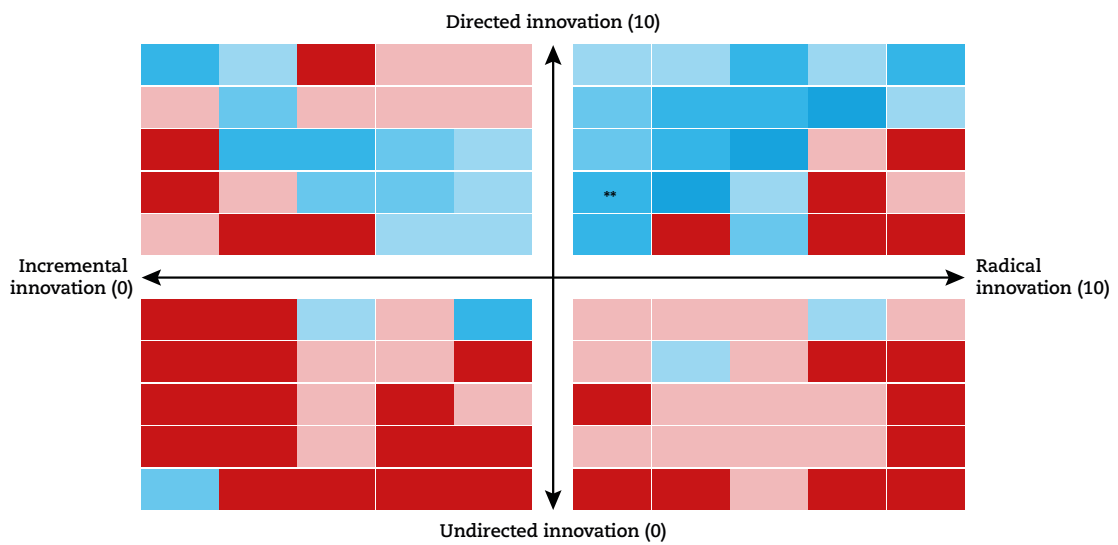 Directed innovation (10)
**
Incremental
innovation (0)
Radical
innovation (10)
Undirected innovation (0)